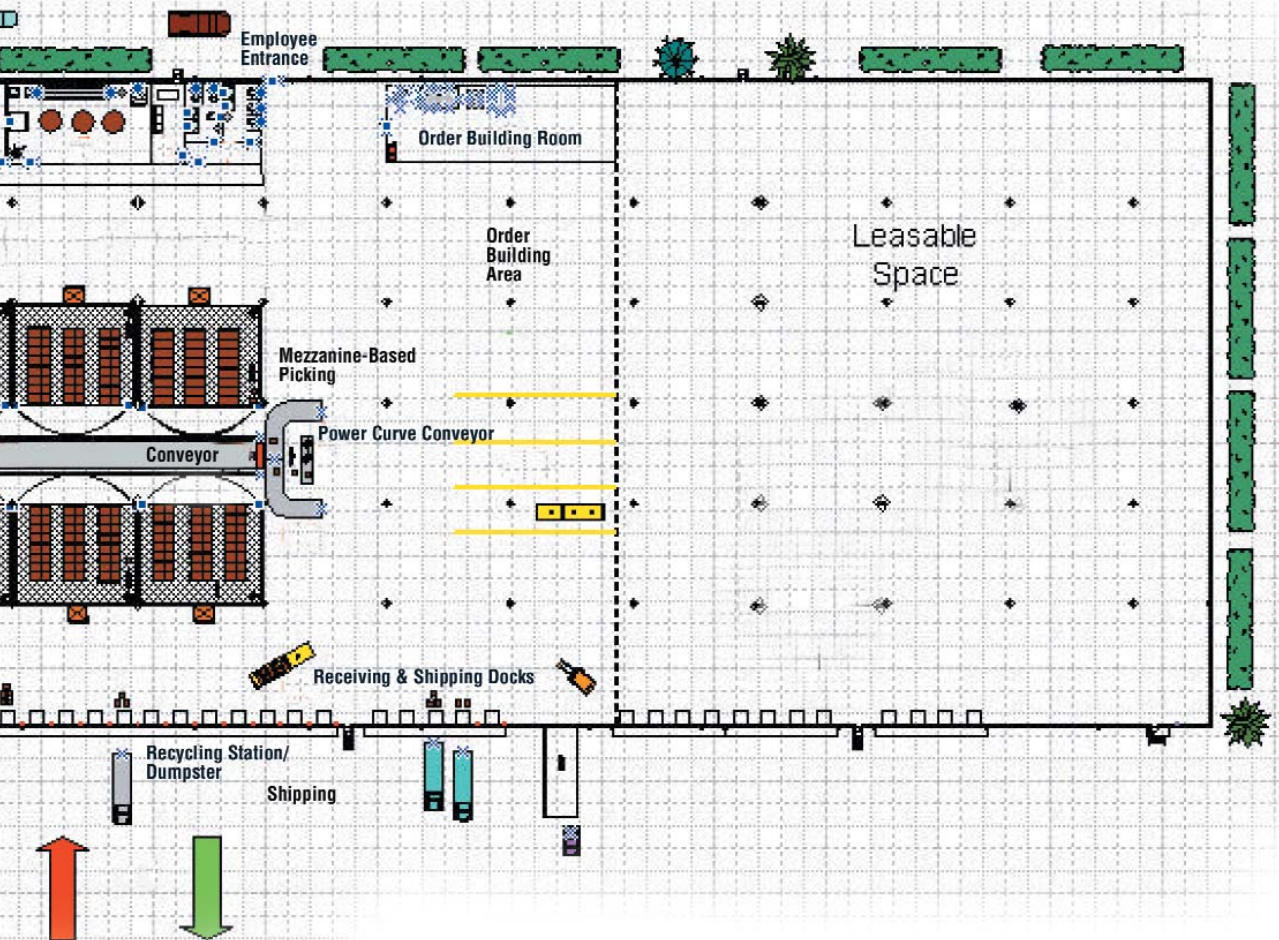 Employee
Entrance
Order Building Room
Order
Building
Area
Leasable
Space
Mezzanine-Based
Picking
Power Curve Conveyor
Conveyor
Receiving & Shipping Docks
Recycling Station/
Dumpster
Shipping